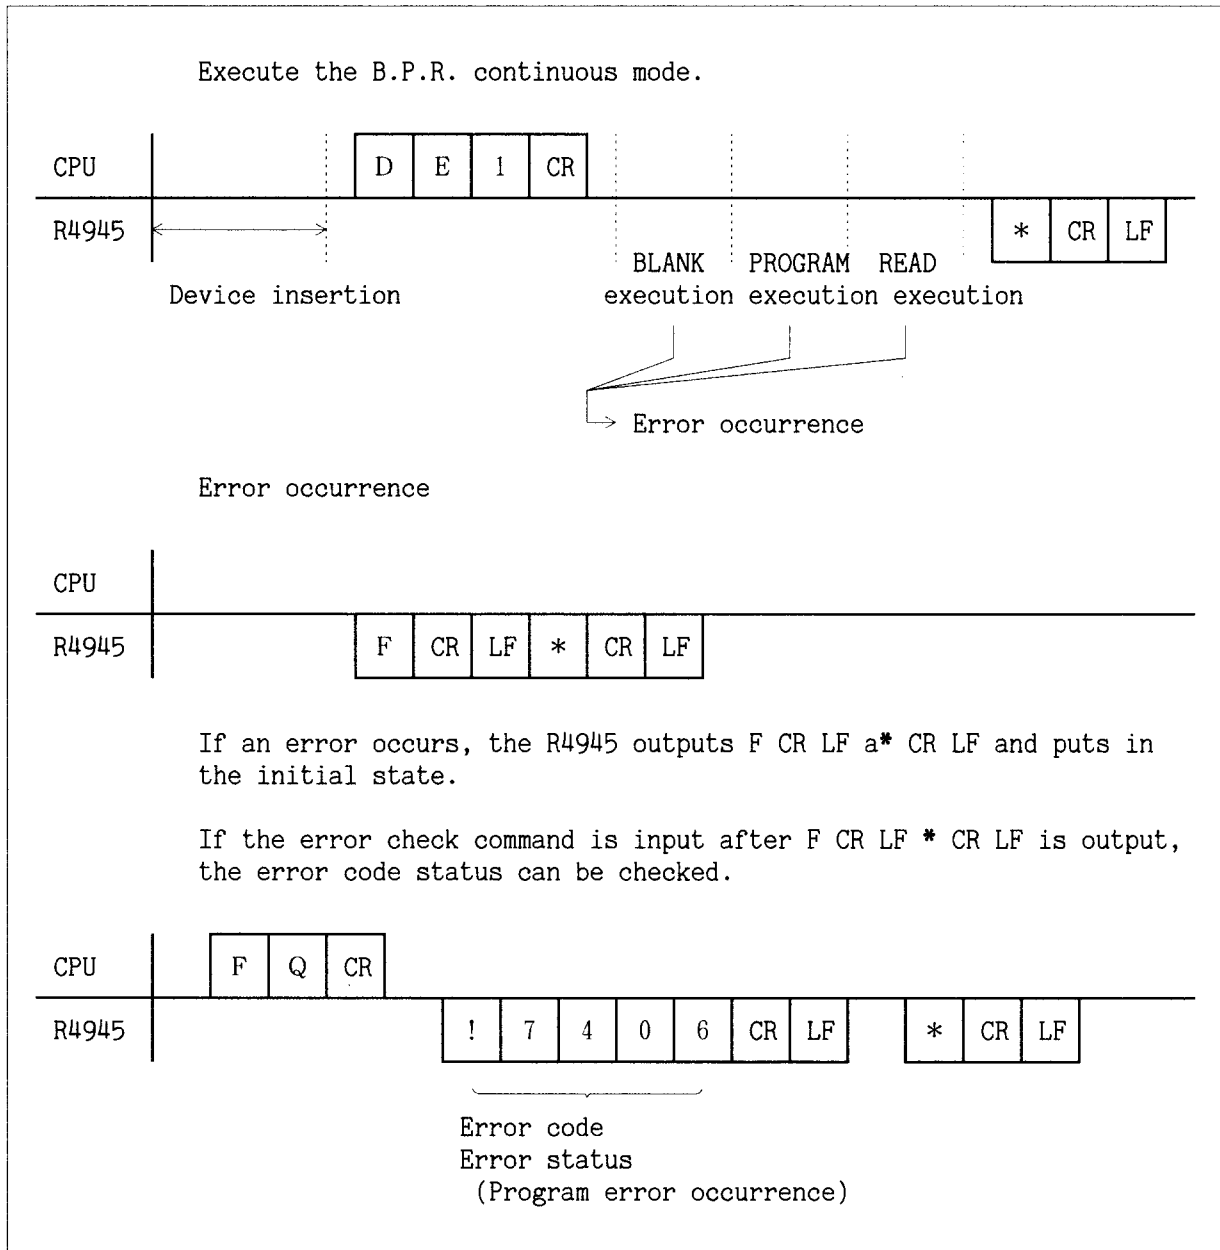 Execute the B.P.R. continuous mode.
CPU D E 1 CR
R4945 * CR LF
BLANK PROGRAM READ
Device insertion execution execution execution
Error occurrence
Error occurrence
CPU
R4945 F CR LF * CR LF
If an error occurs, the R4945 outputs F CR LF a* CR LF and puts in
the initial state.
If the error check command is input after F CR LF * CR LF is output,
the error code status can be checked.
CPU F Q CR
R4945 ! 7 4 0 6 CR LF * CR LF
Error code
Error status
(Program error occurrence)